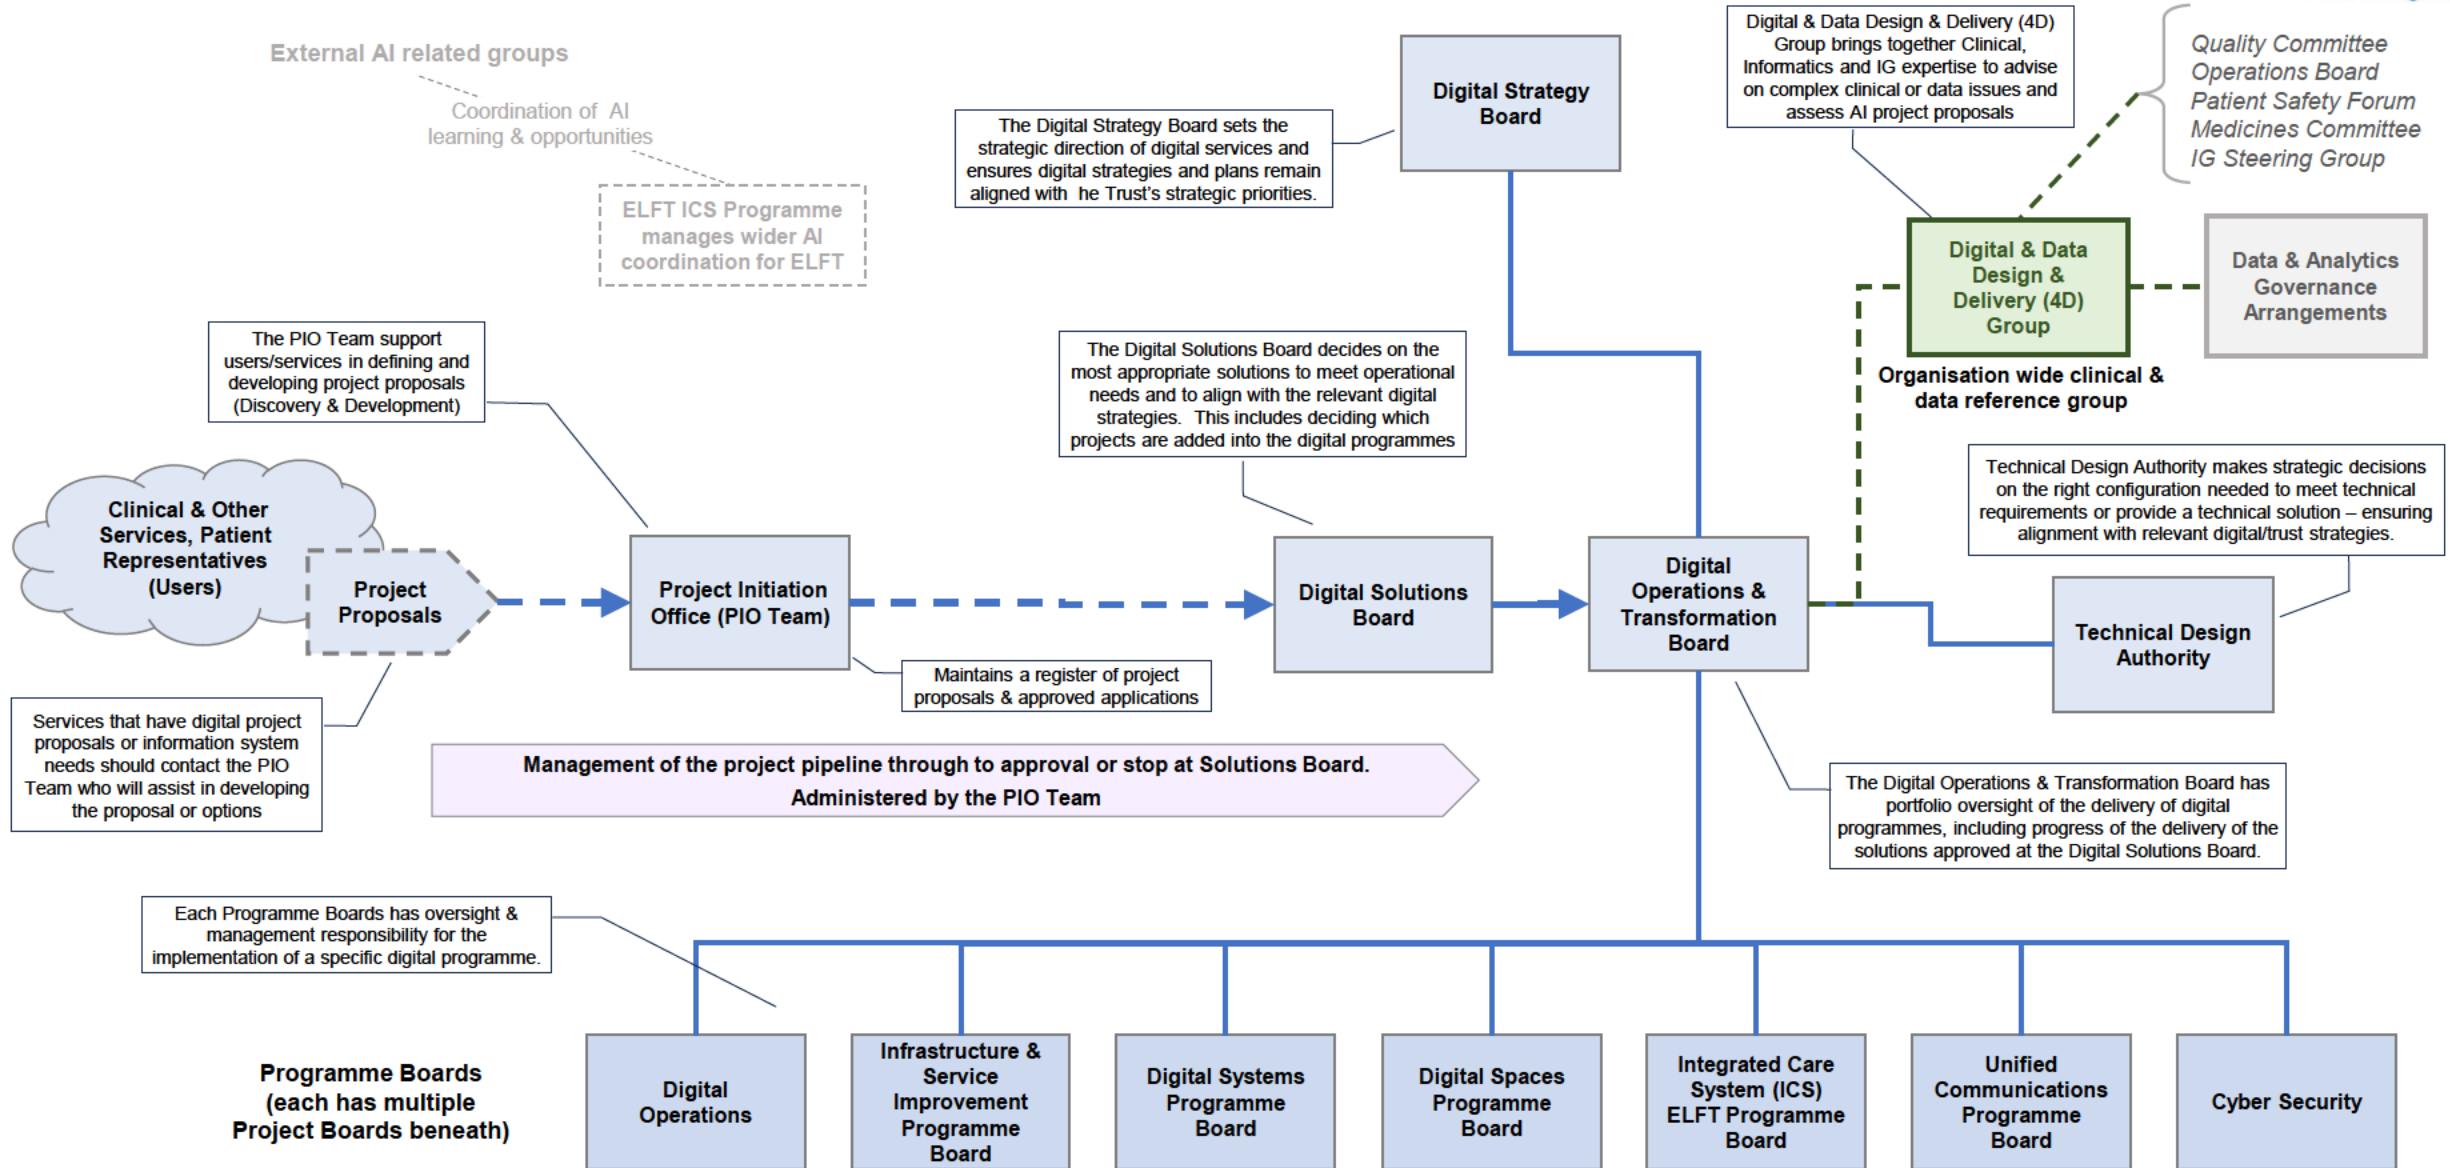 External AI related groups
Coordination of AI
learning & opportunities
ELFT ICS Programme
manages wider AI
coordination for ELFT
The Digital Strategy Board sets the
strategic direction of digital services and
ensures digital strategies and plans remain
aligned with he Trust's strategic priorities.
Digital Strategy
Board
Digital & Data Design & Delivery (4D)
Group brings together Clinical,
Informatics and IG expertise to advise
on complex clinical or data issues and
assess AI project proposals
Quality Committee
Operations Board
Patient Safety Forum
Medicines Committee
IG Steering Group
Digital & Data
Design &
Delivery (4D)
Group
Data & Analytics
Governance
Arrangements
Organisation wide clinical &
data reference group
The PIO Team support
users/services in defining and
developing project proposals
(Discovery & Development)
The Digital Solutions Board decides on the
most appropriate solutions to meet operational
needs and to align with the relevant digital
strategies. This includes deciding which
projects are added into the digital programmes
Technical Design Authority makes strategic decisions
on the right configuration needed to meet technical
requirements or provide a technical solution – ensuring
alignment with relevant digital/trust strategies.
Clinical & Other
Services, Patient
Representatives
(Users)
Project
Proposals
Project Initiation
Office (PIO Team)
Digital Solutions
Board
Digital
Operations &
Transformation
Board
Technical Design
Authority
Maintains a register of project
proposals & approved applications
Services that have digital project
proposals or information system
needs should contact the PIO
Team who will assist in developing
the proposal or options
Management of the project pipeline through to approval or stop at Solutions Board.
Administered by the PIO Team
The Digital Operations & Transformation Board has
portfolio oversight of the delivery of digital
programmes, including progress of the delivery of the
solutions approved at the Digital Solutions Board.
Each Programme Boards has oversight &
management responsibility for the
implementation of a specific digital programme.
Programme Boards
(each has multiple
Project Boards beneath)
Digital
Operations
Infrastructure &
Service
Improvement
Programme
Board
Digital Systems
Programme
Board
Digital Spaces
Programme
Board
Integrated Care
System (ICS)
ELFT Programme
Board
Unified
Communications
Programme
Board
Cyber Security